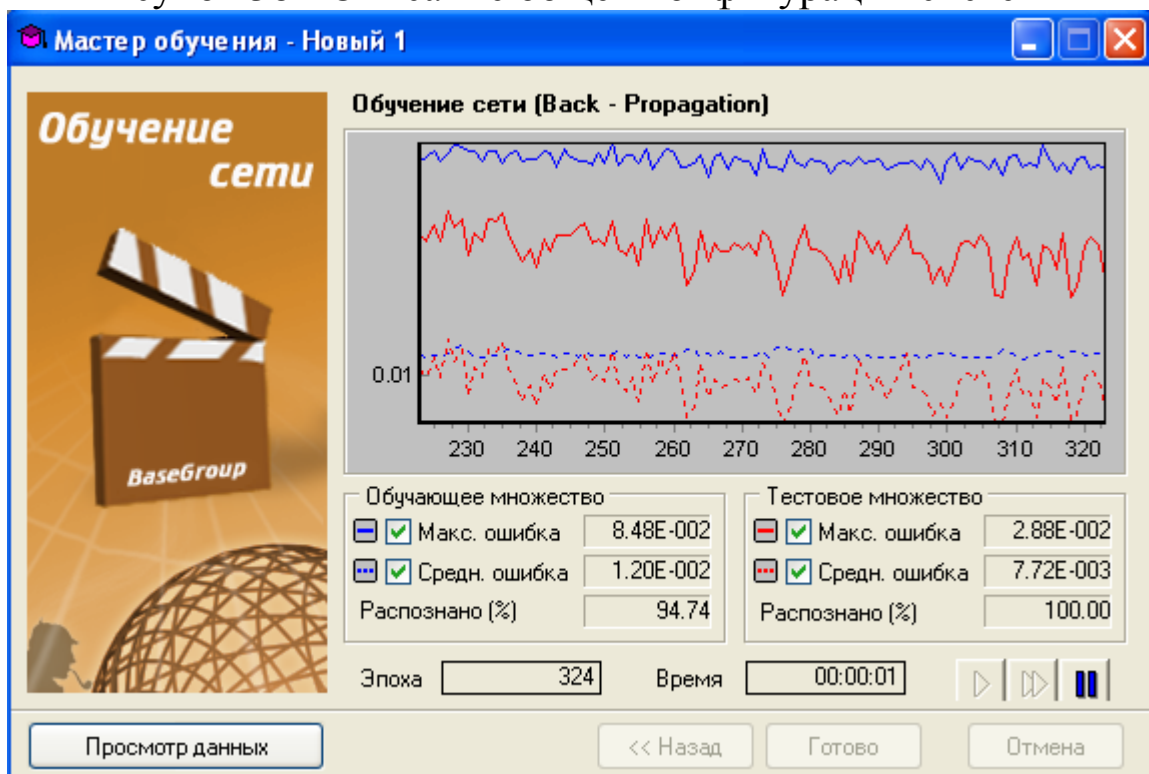 Мастер обучения - Новый 1
Обучение
сети
BaseGroup
Обучение сети (Back - Propagation)
0.01
230 240 250 260 270 280 290 300 310 320
Обучающее множество
Макс. ошибка 8.48E-002
Средн. ошибка 1.20E-002
Распознано (%) 94.74
Тестовое множество
Макс. ошибка 2.88E-002
Средн. ошибка 7.72E-003
Распознано (%) 100.00
Эпоха 324 Время 00:00:01
Просмотр данных << Назад Готово Отмена